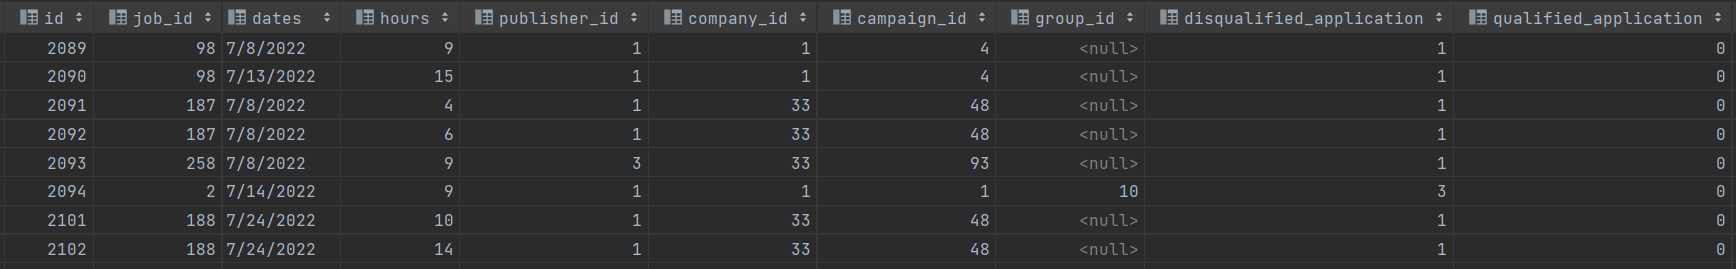 id job_id dates hours publisher_id company_id campaign_id group_id disqualified_application qualified_application
2089 98 7/8/2022 9 1 1 4 <null> 1 0
2090 98 7/13/2022 15 1 1 4 <null> 1 0
2091 187 7/8/2022 4 1 33 48 <null> 1 0
2092 187 7/8/2022 6 1 33 48 <null> 1 0
2093 258 7/8/2022 9 3 33 93 <null> 1 0
2094 2 7/14/2022 9 1 1 1 10 3 0
2101 188 7/24/2022 10 1 33 48 <null> 1 0
2102 188 7/24/2022 14 1 33 48 <null> 1 0